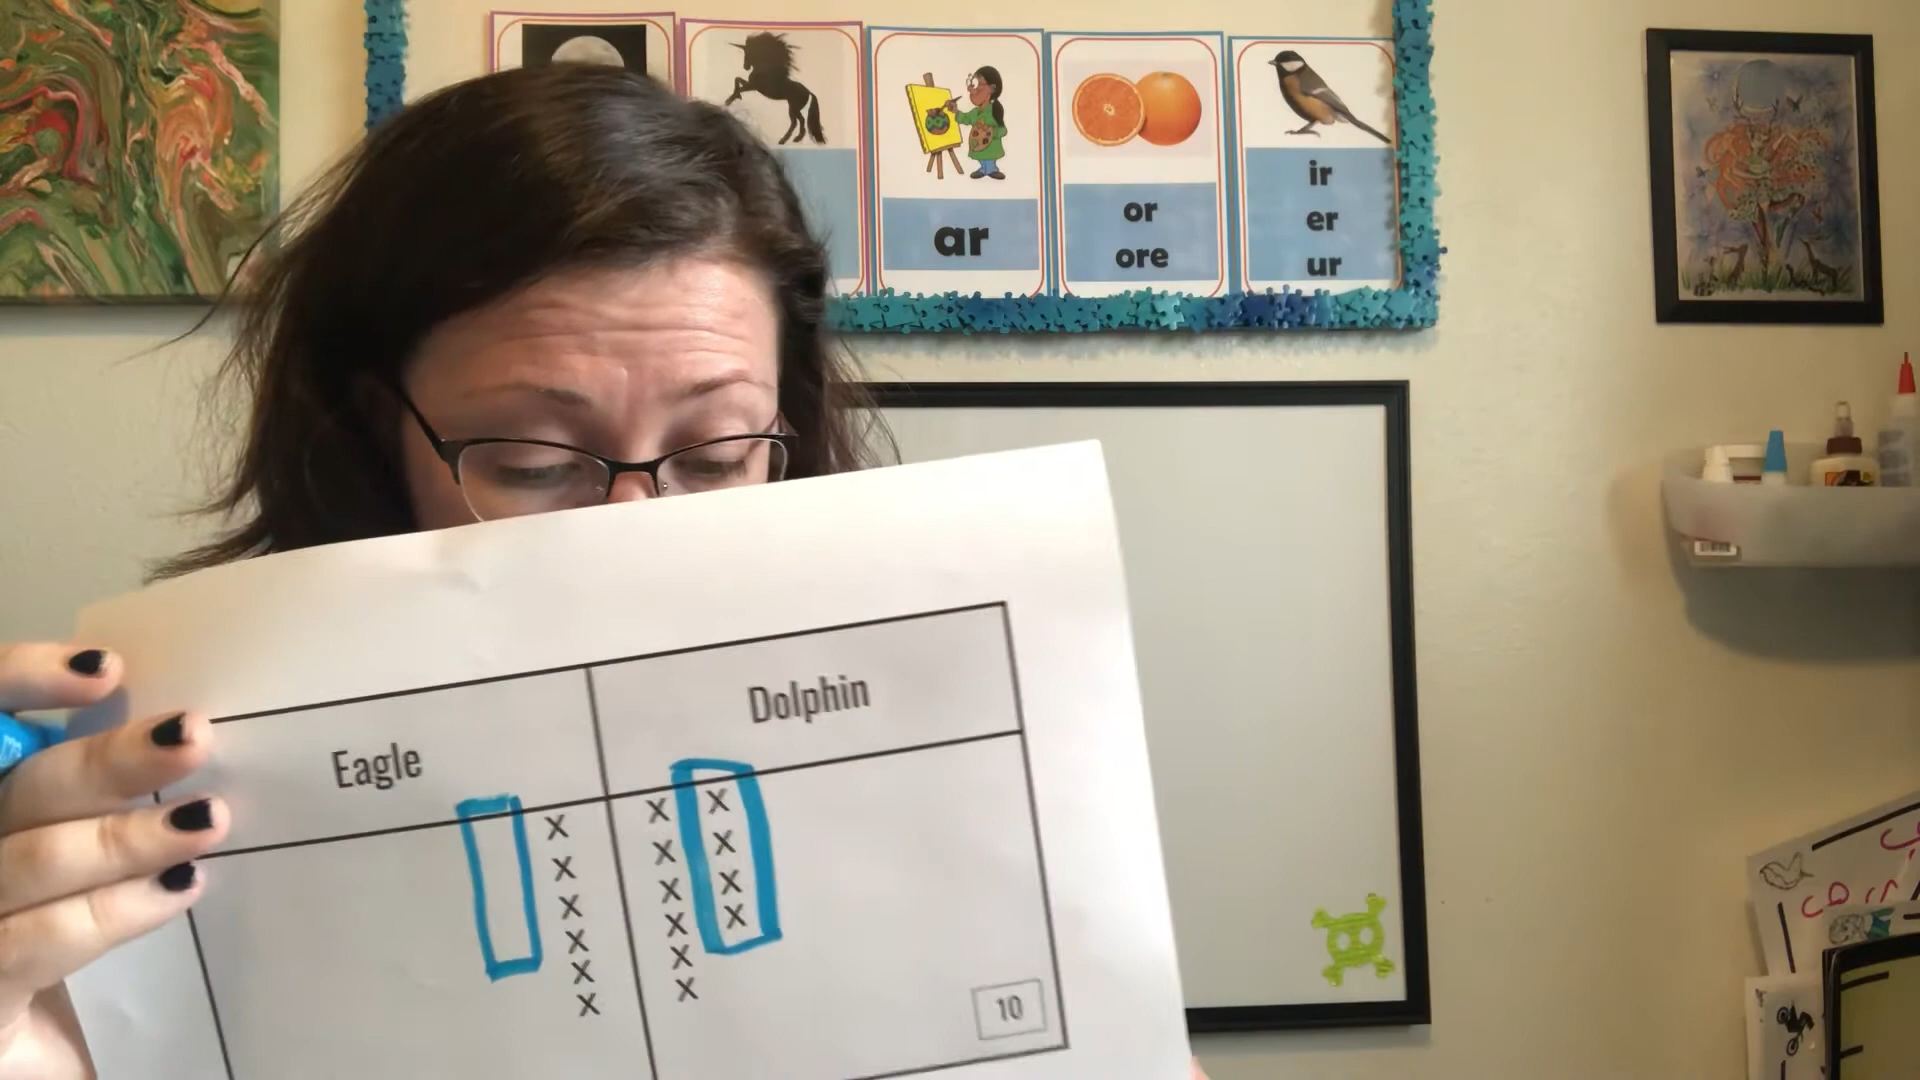 ar
or
ore
ir
er
ur
Eagle
Dolphin
X X X
X X X
X X X
X X X
X X
X X
10